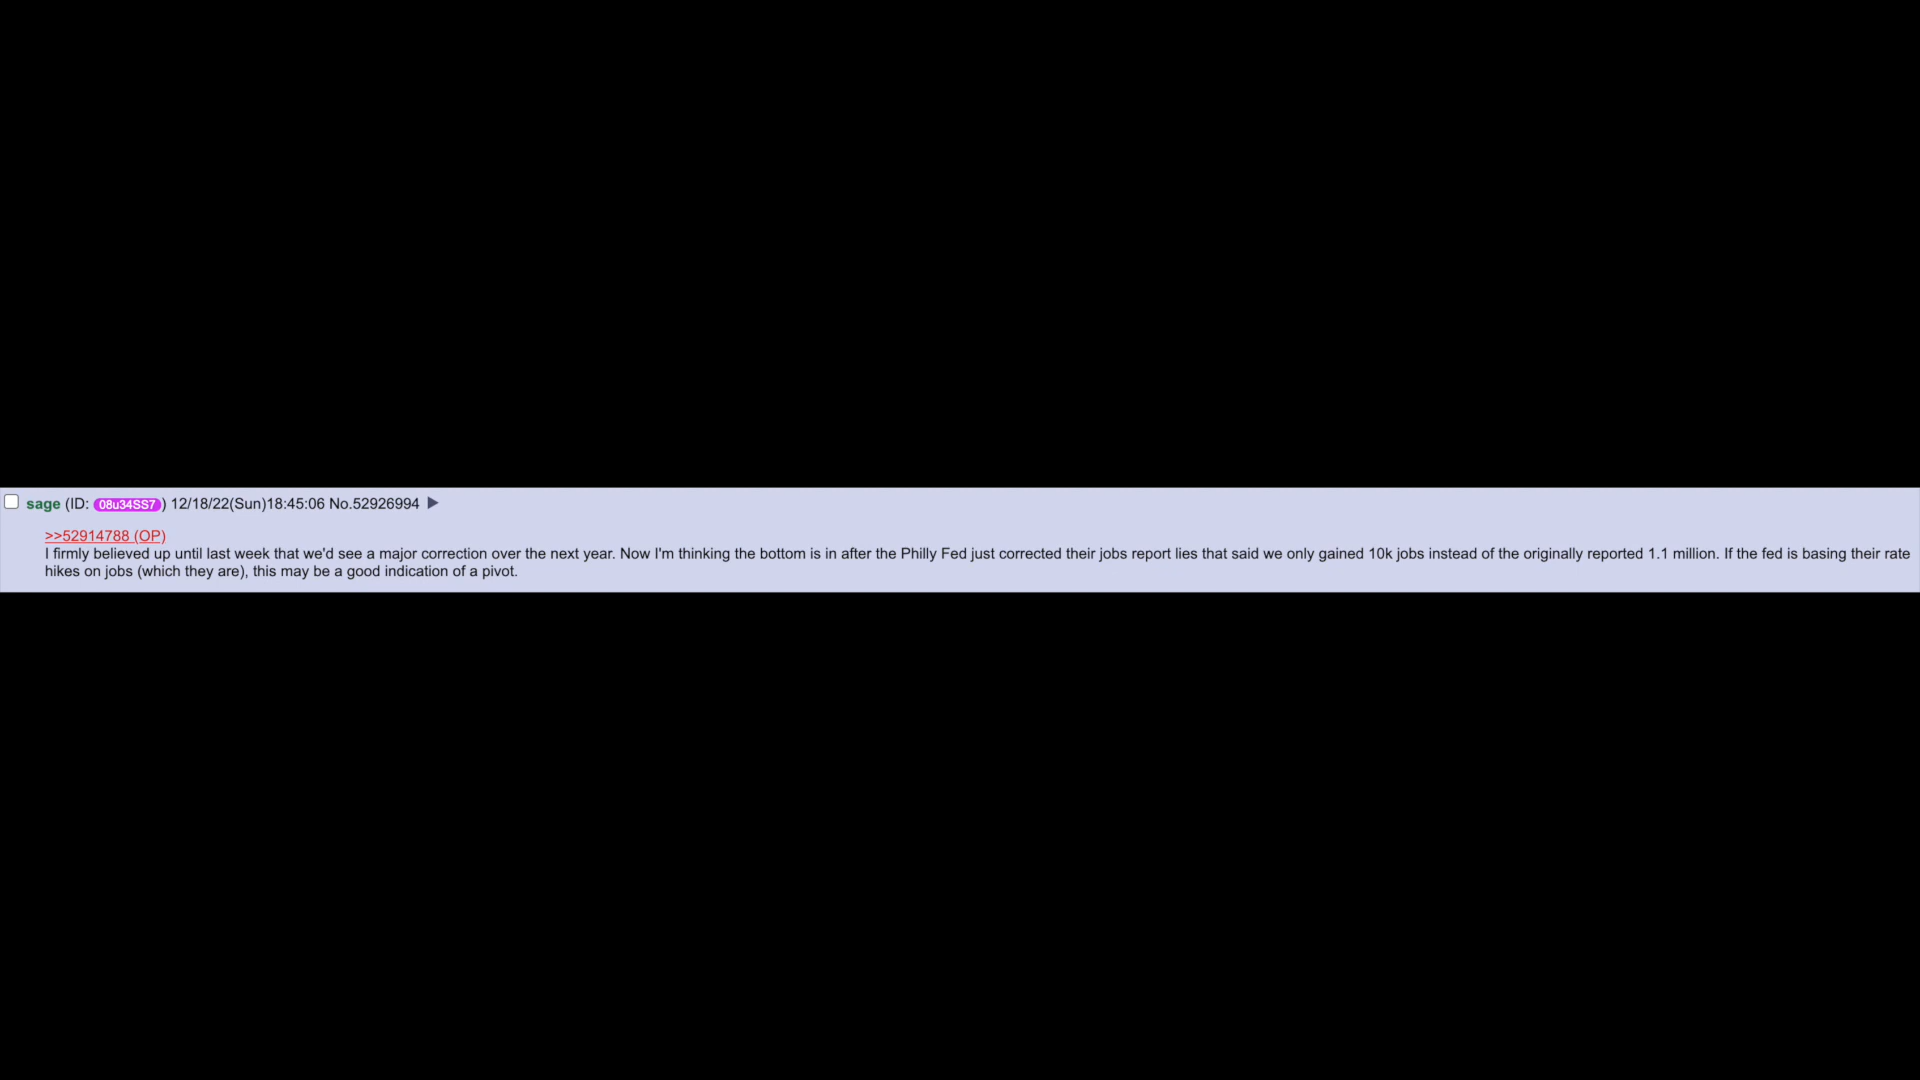 sage (ID: 08u34SS7) 12/18/22(Sun)18:45:06 No.52926994 ▶
>>52914788 (OP)
I firmly believed up until last week that we'd see a major correction over the next year. Now I'm thinking the bottom is in after the Philly Fed just corrected their jobs report lies that said we only gained 10k jobs instead of the originally reported 1.1 million. If the fed is basing their rate
hikes on jobs (which they are), this may be a good indication of a pivot.